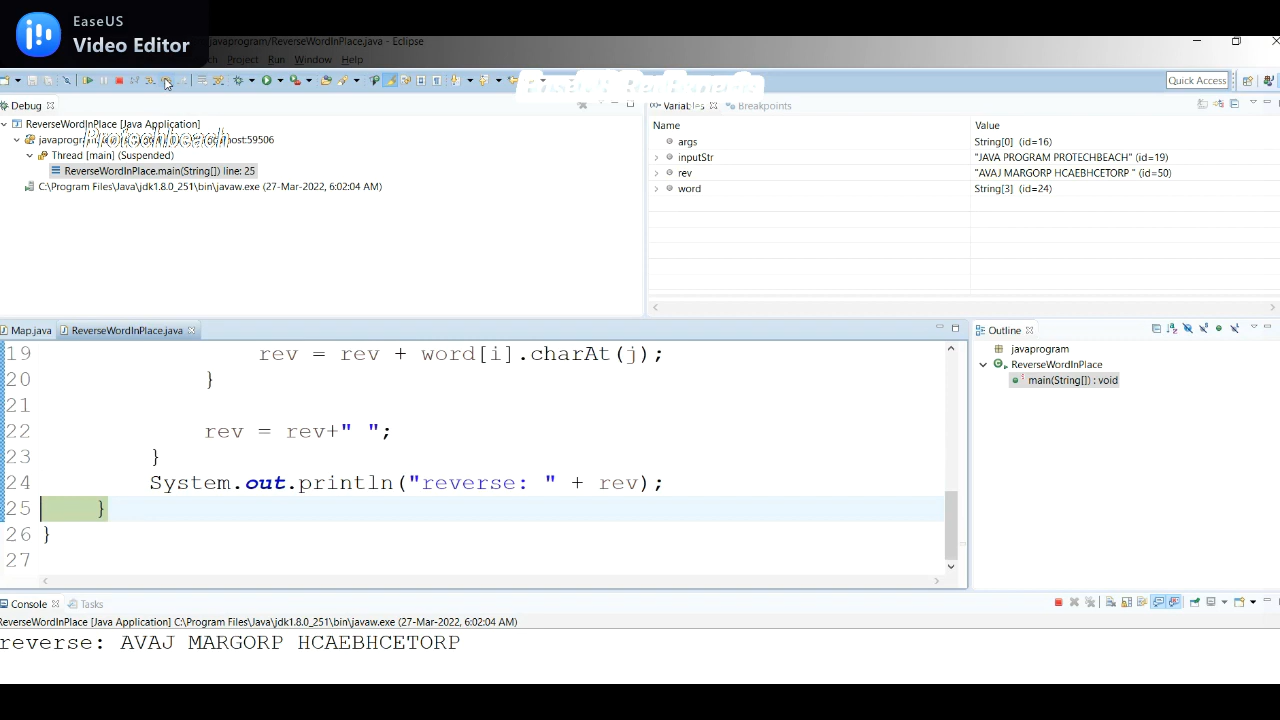 EaseUS
Video Editor
javaprogram/ReverseWordInPlace.java - Eclipse
Project Run Window Help
Quick Access
Debug
Variables
Breakpoints
ReverseWordInPlace [Java Application]
Protechbeach
Thread [main] (Suspended)
ReverseWordInPlace.main(String[]) line: 25
C:\Program Files\Java\jdk1.8.0_251\bin\javaw.exe (27-Mar-2022, 6:02:04 AM)
Name Value
args String[0] (id=16)
inputStr "JAVA PROGRAM PROTECHBEACH" (id=19)
rev "AVAJ MARGORP HCAEBHCETORP " (id=50)
word String[3] (id=24)
Map.java ReverseWordInPlace.java
19 rev = rev + word[i].charAt(j);
20 }
21
22 rev = rev+" ";
23 }
24 System.out.println("reverse: " + rev);
25 }
26 }
27
Outline
javaprogram
ReverseWordInPlace
main(String[]) : void
Console Tasks
ReverseWordInPlace [Java Application] C:\Program Files\Java\jdk1.8.0_251\bin\javaw.exe (27-Mar-2022, 6:02:04 AM)
reverse: AVAJ MARGORP HCAEBHCETORP